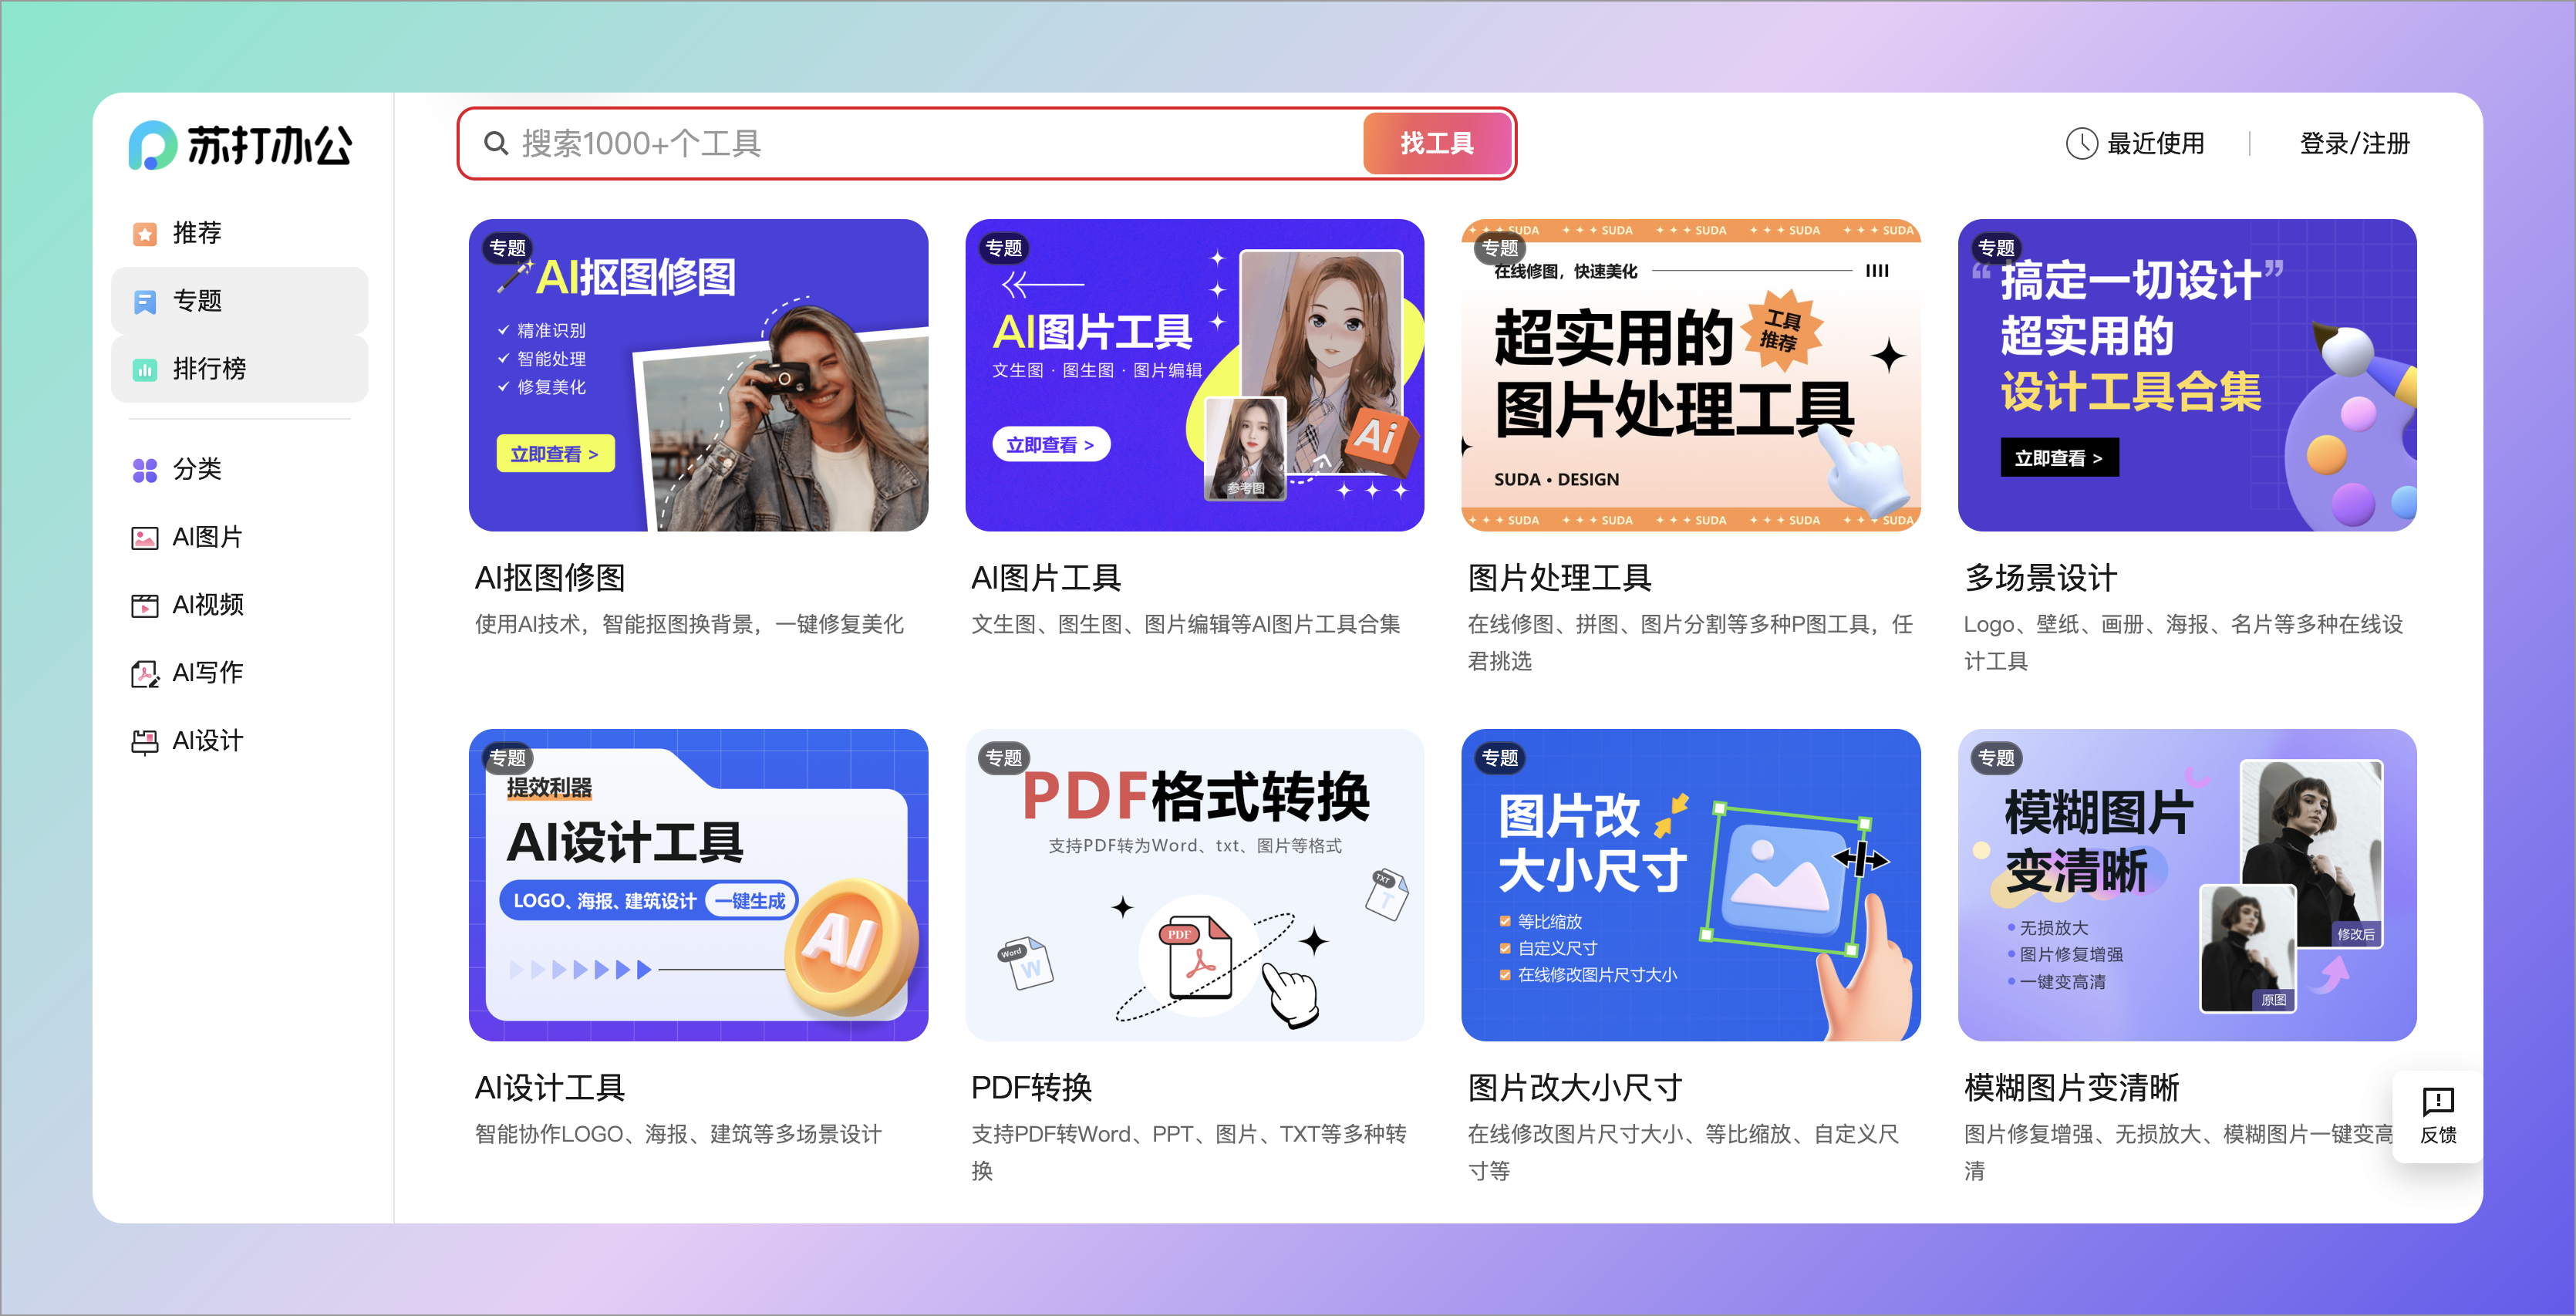 苏打办公
搜索1000+个工具
找工具
最近使用
登录/注册
推荐
专题
排行榜
分类
AI图片
AI视频
AI写作
AI设计
专题
AI抠图修图
精准识别
智能处理
修复美化
立即查看 >
AI抠图修图
使用AI技术，智能抠图换背景，一键修复美化
专题
AI图片工具
文生图 · 图生图 · 图片编辑
立即查看 >
参考图
Ai
AI图片工具
文生图、图生图、图片编辑等AI图片工具合集
SUDA SUDA SUDA SUDA SUDA
专题
在线修图，快速美化
超实用的
工具
推荐
图片处理工具
SUDA • DESIGN
SUDA SUDA SUDA SUDA SUDA
图片处理工具
在线修图、拼图、图片分割等多种P图工具，任
君挑选
专题
“搞定一切设计”
超实用的
设计工具合集
立即查看 >
多场景设计
Logo、壁纸、画册、海报、名片等多种在线设
计工具
专题
提效利器
AI设计工具
LOGO、海报、建筑设计 一键生成
AI
AI设计工具
智能协作LOGO、海报、建筑等多场景设计
专题
PDF格式转换
支持PDF转为Word、txt、图片等格式
TXT
T
PDF
Word
W
PDF转换
支持PDF转Word、PPT、图片、TXT等多种转
换
专题
图片改
大小尺寸
等比缩放
自定义尺寸
在线修改图片尺寸大小
图片改大小尺寸
在线修改图片尺寸大小、等比缩放、自定义尺
寸等
专题
模糊图片
变清晰
无损放大
图片修复增强
一键变高清
修改后
原图
模糊图片变清晰
图片修复增强、无损放大、模糊图片一键变高
清
反馈